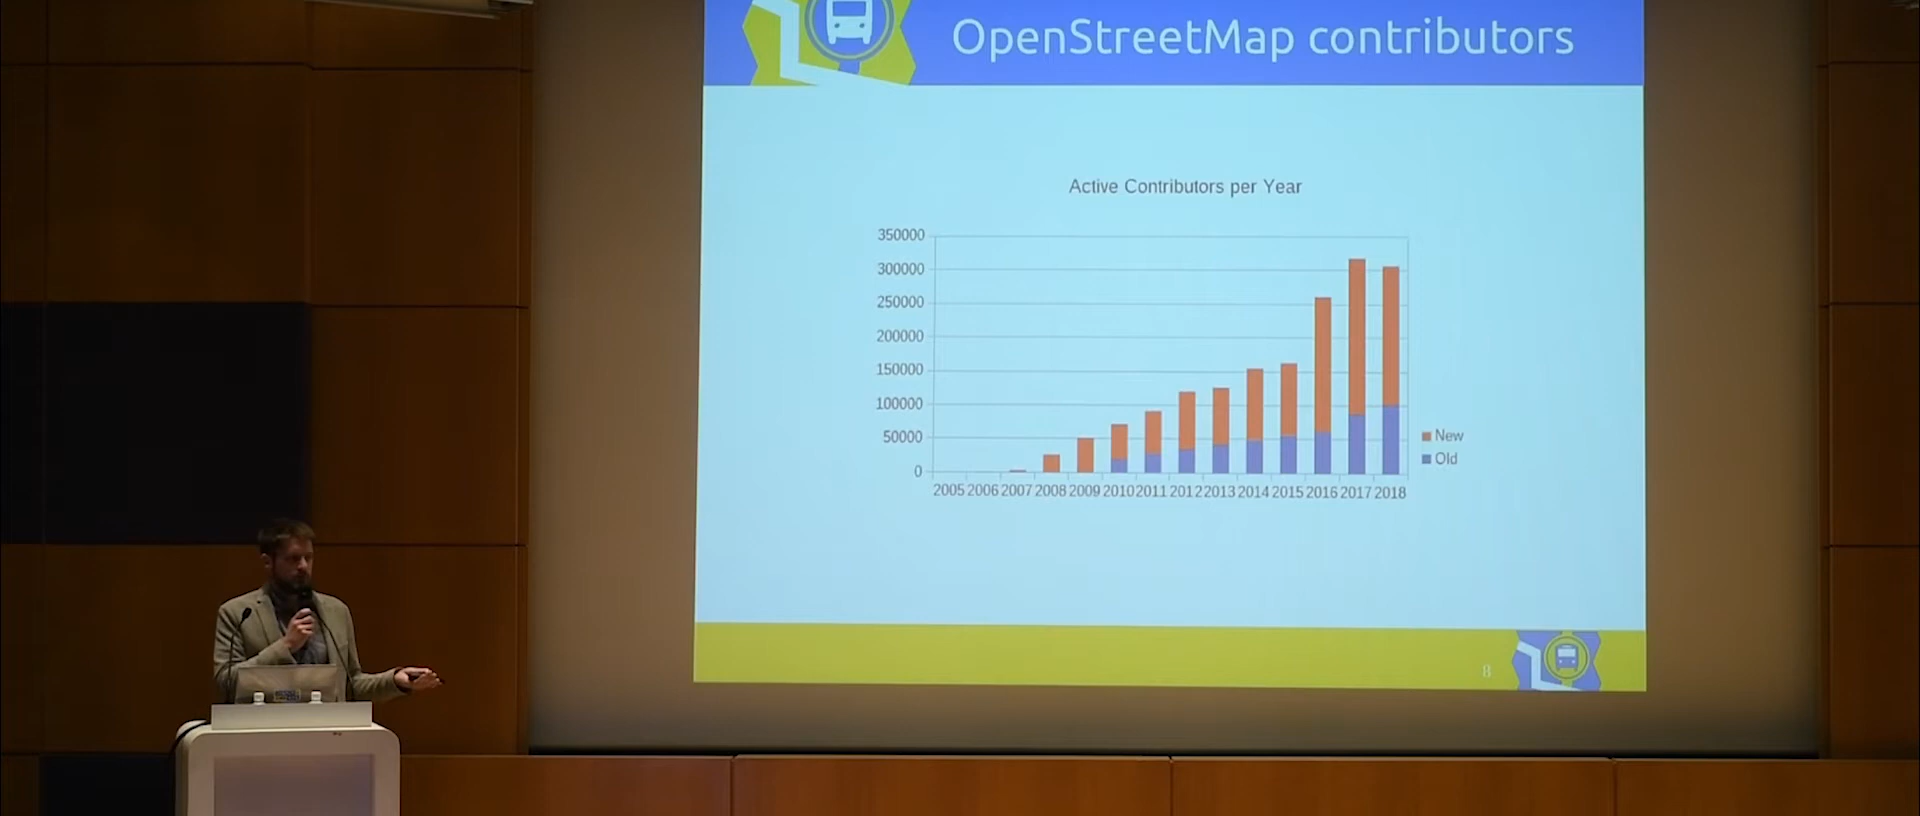 OpenStreetMap contributors
Active Contributors per Year
350000
300000
250000
200000
150000
100000
50000
0
2005 2006 2007 2008 2009 2010 2011 2012 2013 2014 2015 2016 2017 2018
New
Old
8